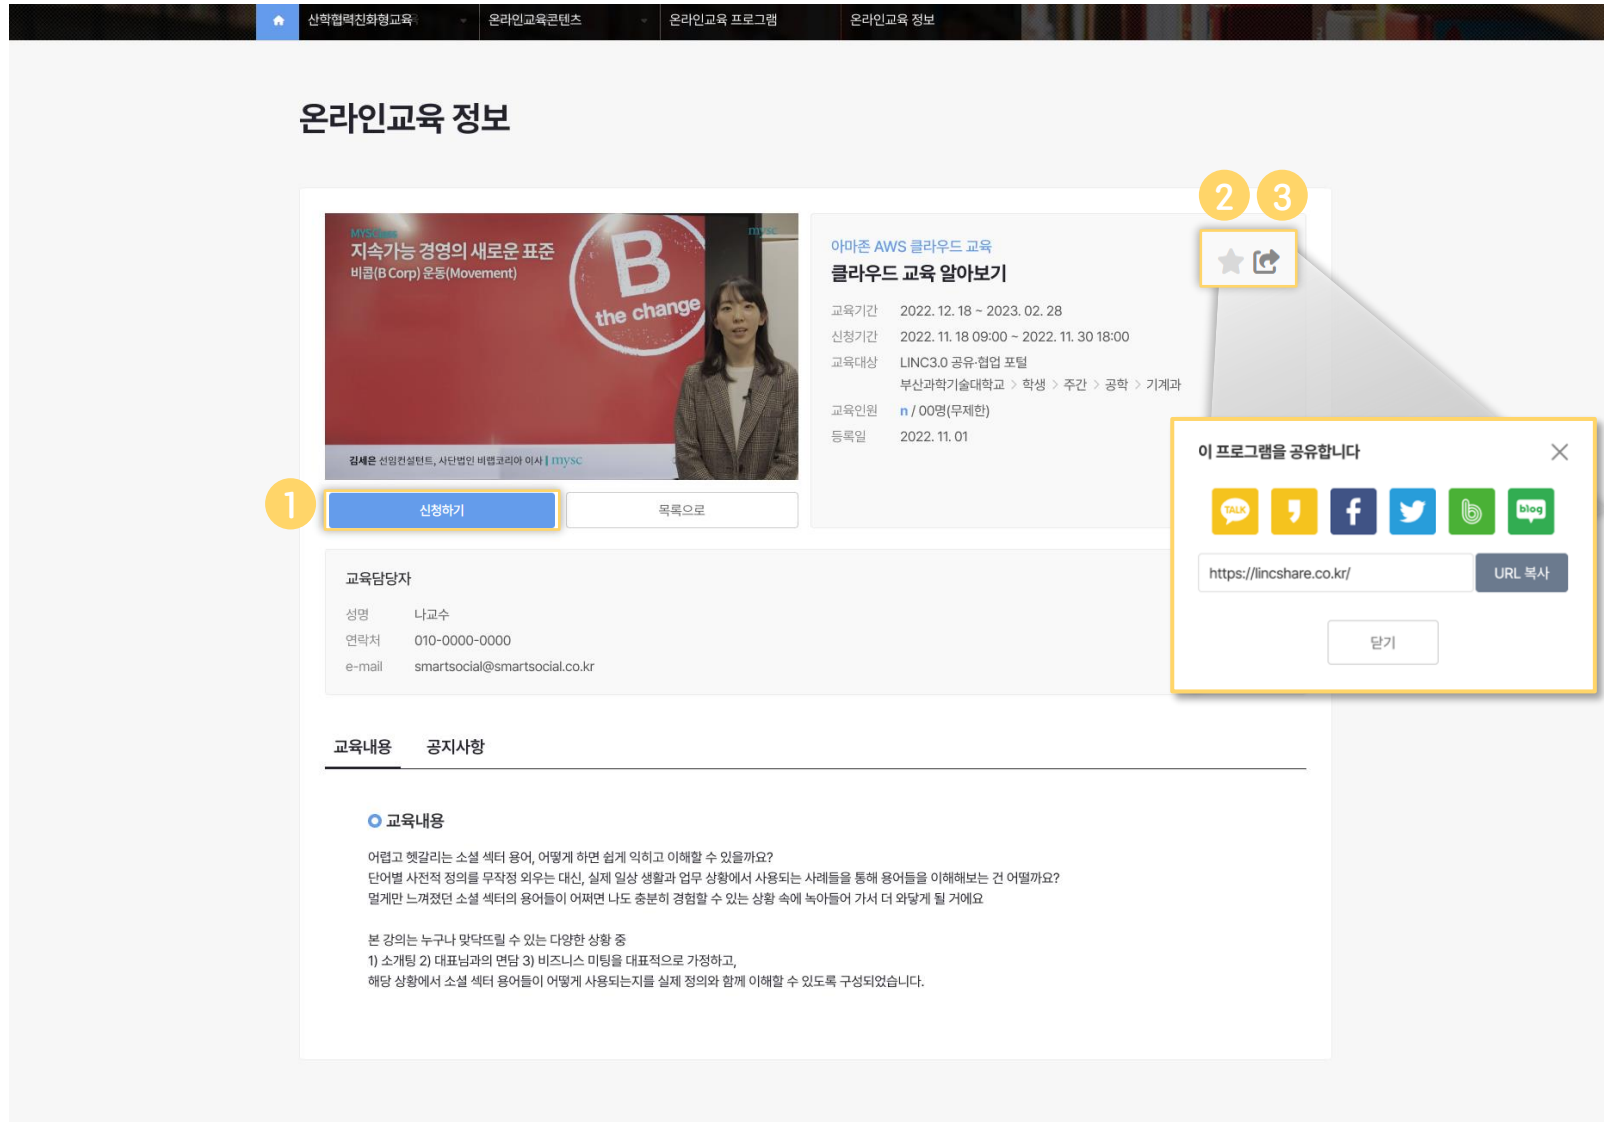 산학협력친화형교육
온라인교육콘텐츠
온라인교육 프로그램
온라인교육 정보
온라인교육 정보
2
3
MYSClass
mysc
지속가능 경영의 새로운 표준
비콥(B Corp) 운동(Movement)
B
the change
김세은 선임컨설턴트, 사단법인 비랩코리아 이사 | mysc
아마존 AWS 클라우드 교육
클라우드 교육 알아보기
교육기간 2022. 12. 18 ~ 2023. 02. 28
신청기간 2022. 11. 18 09:00 ~ 2022. 11. 30 18:00
교육대상 LINC3.0 공유·협업 포털
부산과학기술대학교 > 학생 > 주간 > 공학 > 기계과
교육인원 n / 00명(무제한)
등록일 2022. 11. 01
1
신청하기
목록으로
이 프로그램을 공유합니다
TALK
blog
https://lincshare.co.kr/
URL 복사
닫기
교육담당자
성명 나교수
연락처 010-0000-0000
e-mail smartsocial@smartsocial.co.kr
교육내용
공지사항
교육내용
어렵고 헷갈리는 소셜 섹터 용어, 어떻게 하면 쉽게 익히고 이해할 수 있을까요?
단어별 사전적 정의를 무작정 외우는 대신, 실제 일상 생활과 업무 상황에서 사용되는 사례들을 통해 용어들을 이해해보는 건 어떨까요?
멀게만 느껴졌던 소셜 섹터의 용어들이 어쩌면 나도 충분히 경험할 수 있는 상황 속에 녹아들어 가서 더 와닿게 될 거에요
본 강의는 누구나 맞닥뜨릴 수 있는 다양한 상황 중
1) 소개팅 2) 대표님과의 면담 3) 비즈니스 미팅을 대표적으로 가정하고,
해당 상황에서 소셜 섹터 용어들이 어떻게 사용되는지를 실제 정의와 함께 이해할 수 있도록 구성되었습니다.